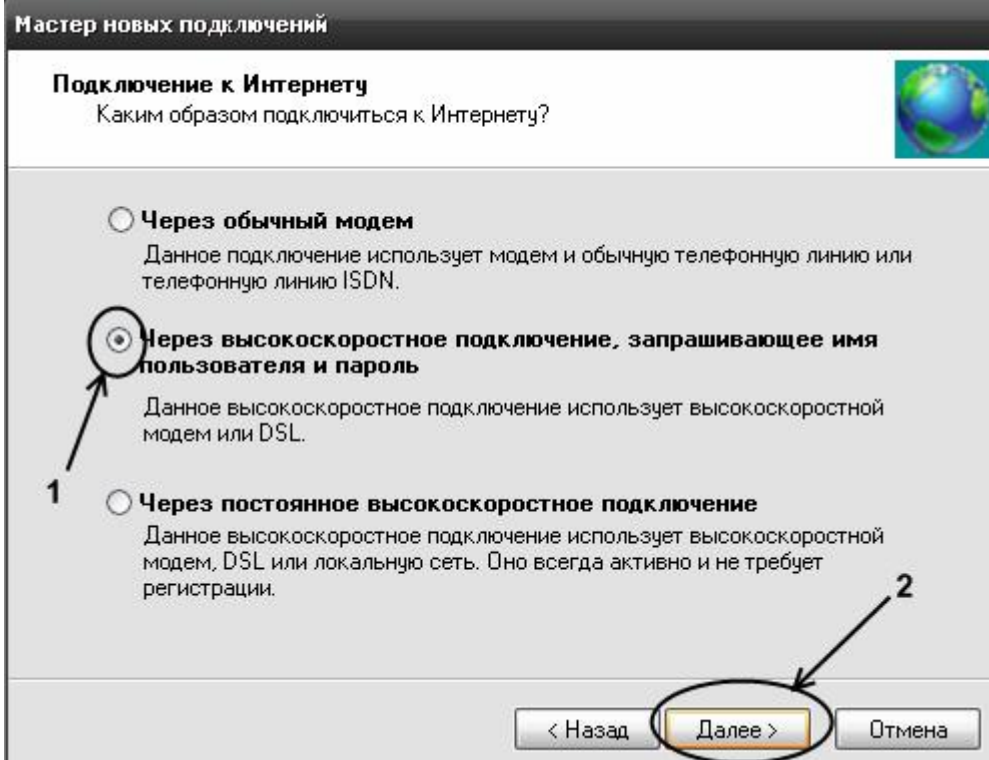 Мастер новых подключений
Подключение к Интернету
Каким образом подключиться к Интернету?
Через обычный модем
Данное подключение использует модем и обычную телефонную линию или
телефонную линию ISDN.
Через высокоскоростное подключение, запрашивающее имя
пользователя и пароль
Данное высокоскоростное подключение использует высокоскоростной
модем или DSL.
1
Через постоянное высокоскоростное подключение
Данное высокоскоростное подключение использует высокоскоростной
модем, DSL или локальную сеть. Оно всегда активно и не требует
регистрации.
2
< Назад
Далее >
Отмена